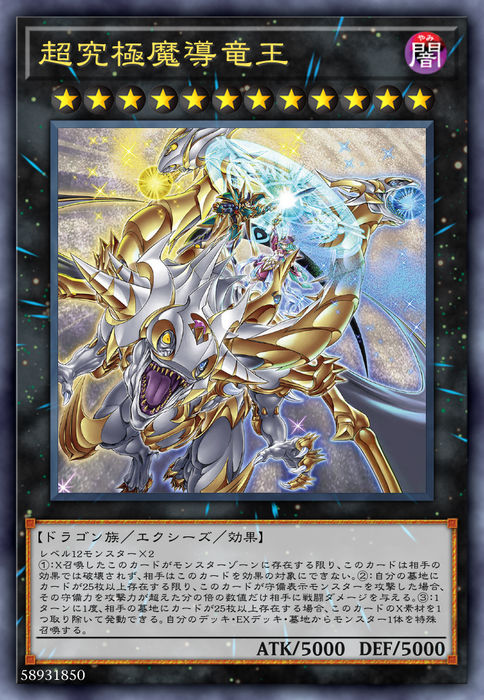 超究極魔導竜王
やみ
闇
【ドラゴン族／エクシーズ／効果】
レベル12モンスター×2
①:X召喚したこのカードがモンスターゾーンに存在する限り、このカードは相手の
効果では破壊されず、相手はこのカードを効果の対象にできない。②:自分の墓地に
カードが25枚以上存在する限り、このカードが守備表示モンスターを攻撃した場合、
その守備力を攻撃力が超えた分の倍の数値だけ相手に戦闘ダメージを与える。③:1
ターンに1度、相手の墓地にカードが25枚以上存在する場合、このカードのX素材を1
つ取り除いて発動できる。自分のデッキ・EXデッキ・墓地からモンスター1体を特殊
召喚する。
ATK/5000 DEF/5000
58931850